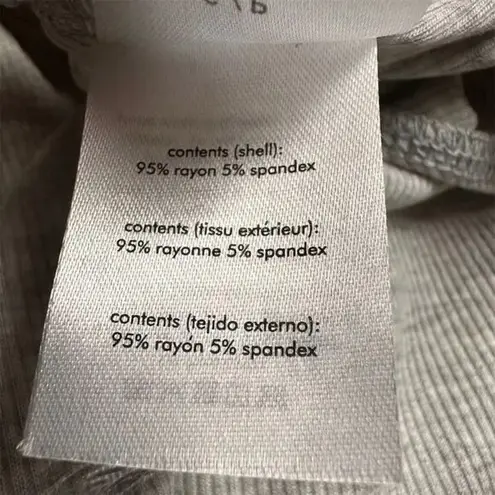 contents (shell):
95% rayon 5% spandex
contents (tissu extérieur):
95% rayonne 5% spandex
contents (tejido externo):
95% rayón 5% spandex